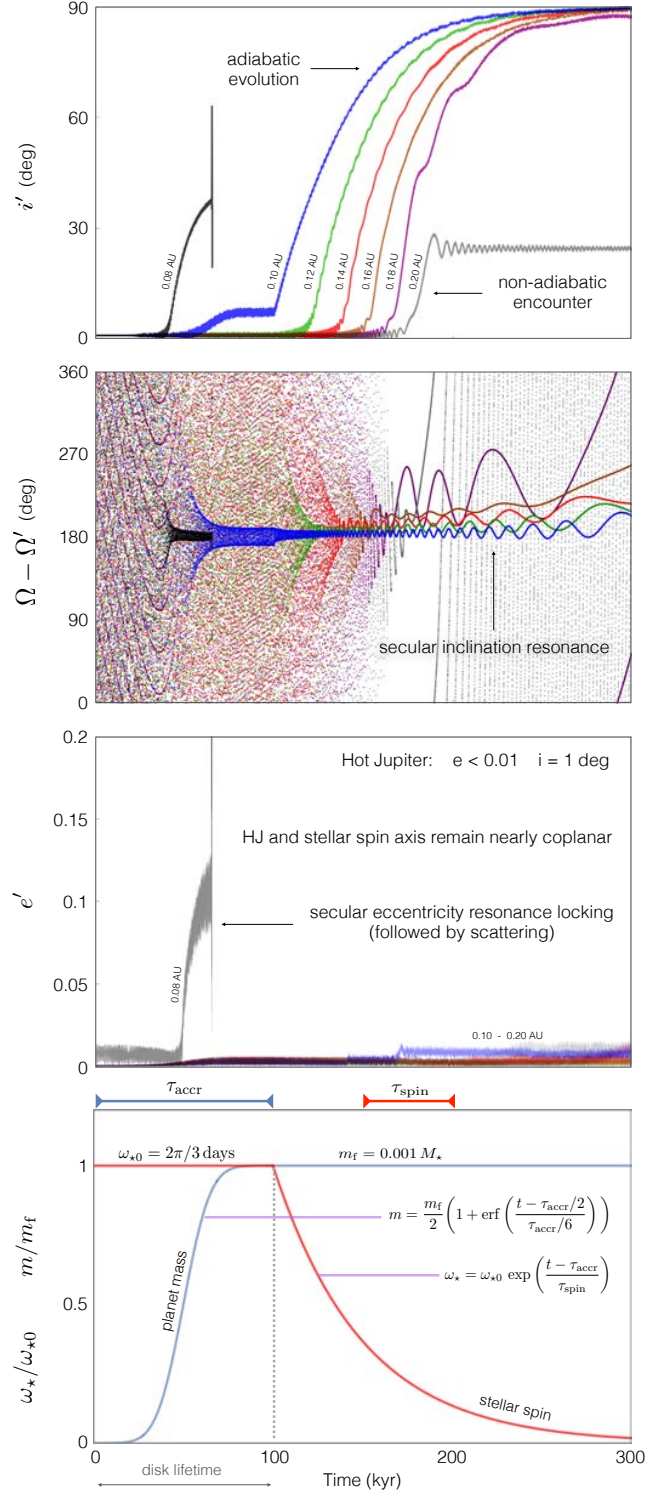 90
60
30
0
i′ (deg)
adiabatic
evolution
0.08 AU
0.10 AU
0.12 AU
0.14 AU
0.16 AU
0.18 AU
0.20 AU
non-adiabatic
encounter
360
270
180
90
0
Ω − Ω′ (deg)
secular inclination resonance
0.2
0.15
0.1
0.05
0
e′
Hot Jupiter: e < 0.01 i = 1 deg
HJ and stellar spin axis remain nearly coplanar
secular eccentricity resonance locking
(followed by scattering)
0.08 AU
0.10 - 0.20 AU
τaccr
τspin
ω⋆0 = 2π/3 days
mf = 0.001 M⋆
m = mf/2 (1 + erf ((t − τaccr/2)/(τaccr/6)))
ω⋆ = ω⋆0 exp ((t − τaccr)/τspin)
planet mass
stellar spin
1
0.5
0
ω⋆/ω⋆0 m/mf
0
100
200
300
disk lifetime
Time (kyr)